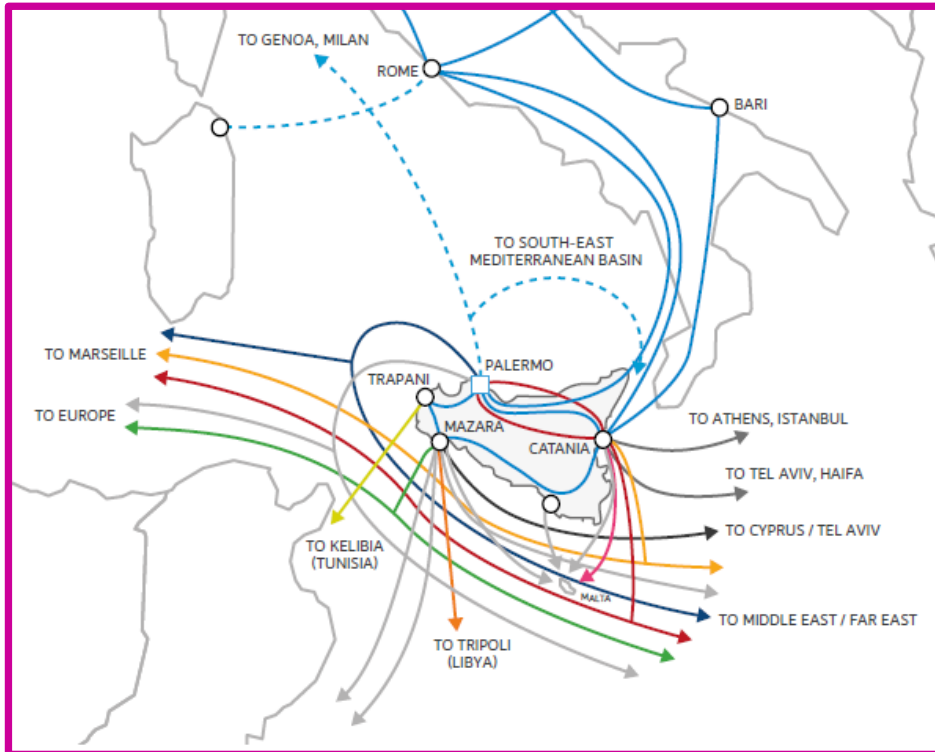 TO GENOA, MILAN
ROME
BARI
TO SOUTH-EAST
MEDITERRANEAN BASIN
TO MARSEILLE
PALERMO
TRAPANI
TO EUROPE
MAZARA
CATANIA
TO ATHENS, ISTANBUL
TO TEL AVIV, HAIFA
TO CYPRUS / TEL AVIV
TO KELIBIA
(TUNISIA)
MALTA
TO MIDDLE EAST / FAR EAST
TO TRIPOLI
(LIBYA)